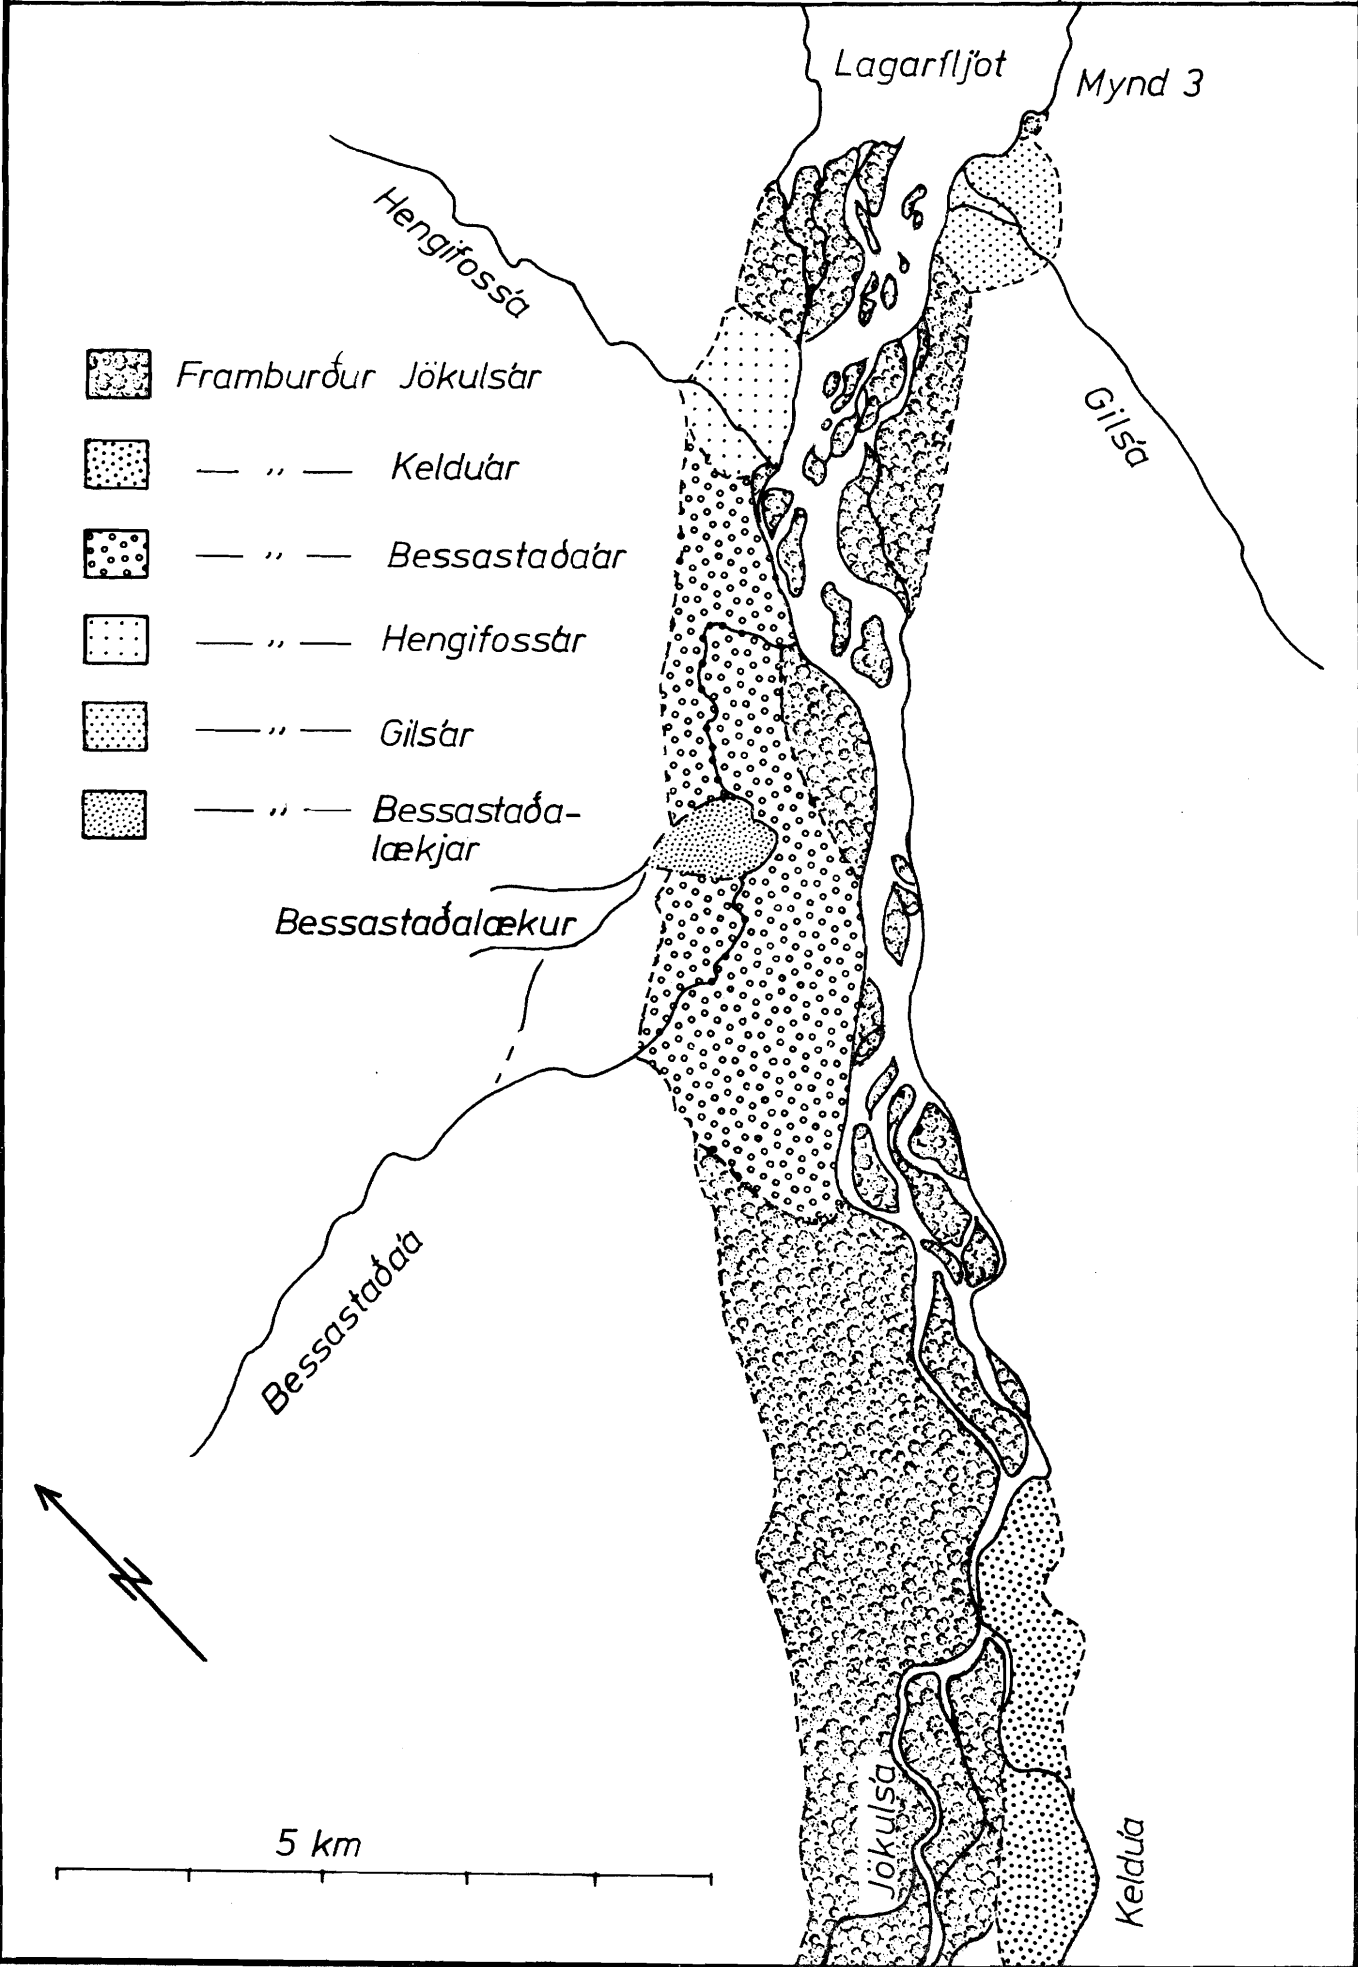 Lagarfljót
Mynd 3
Hengifossá
Framburður Jökulsár
— ,, — Kelduár
— ,, — Bessastaðaár
— ,, — Hengifossár
— ,, — Gilsár
— ,, — Bessastaða-
lækjar
Gilsá
Bessastaðalækur
Bessastaðaá
5 km
Jökulsá
Kelduá